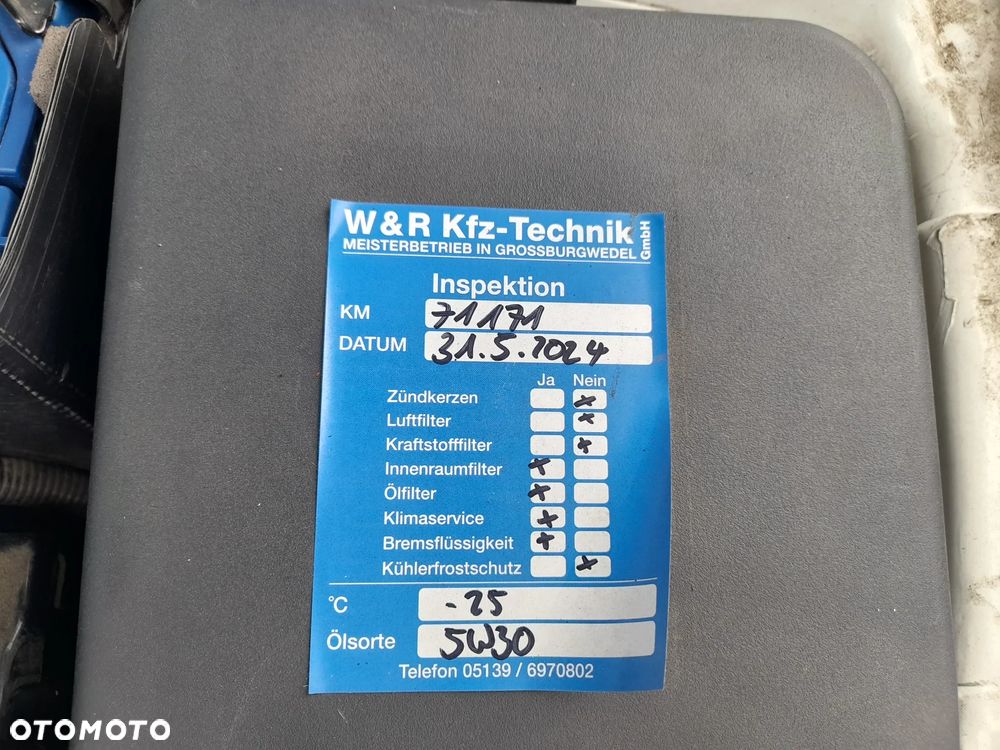 W & R Kfz-Technik GmbH
MEISTERBETRIEB IN GROSSBURGWEDEL
Inspektion
KM 71171
DATUM 31.5.2024
Ja Nein
Zündkerzen x
Luftfilter x
Kraftstofffilter x
Innenraumfilter x
Ölfilter x
Klimaservice x
Bremsflüssigkeit x
Kühlerfrostschutz x
°C -25
Ölsorte 5W30
Telefon 05139 / 6970802
OTOMOTO